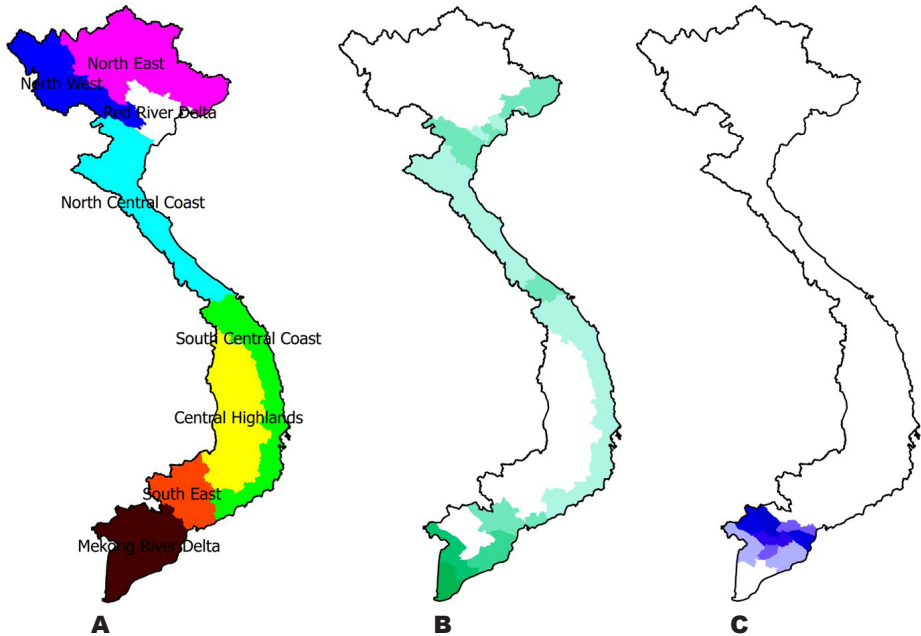 North East
North West
Red River Delta
North Central Coast
South Central Coast
Central Highlands
South East
Mekong River Delta
A
B
C